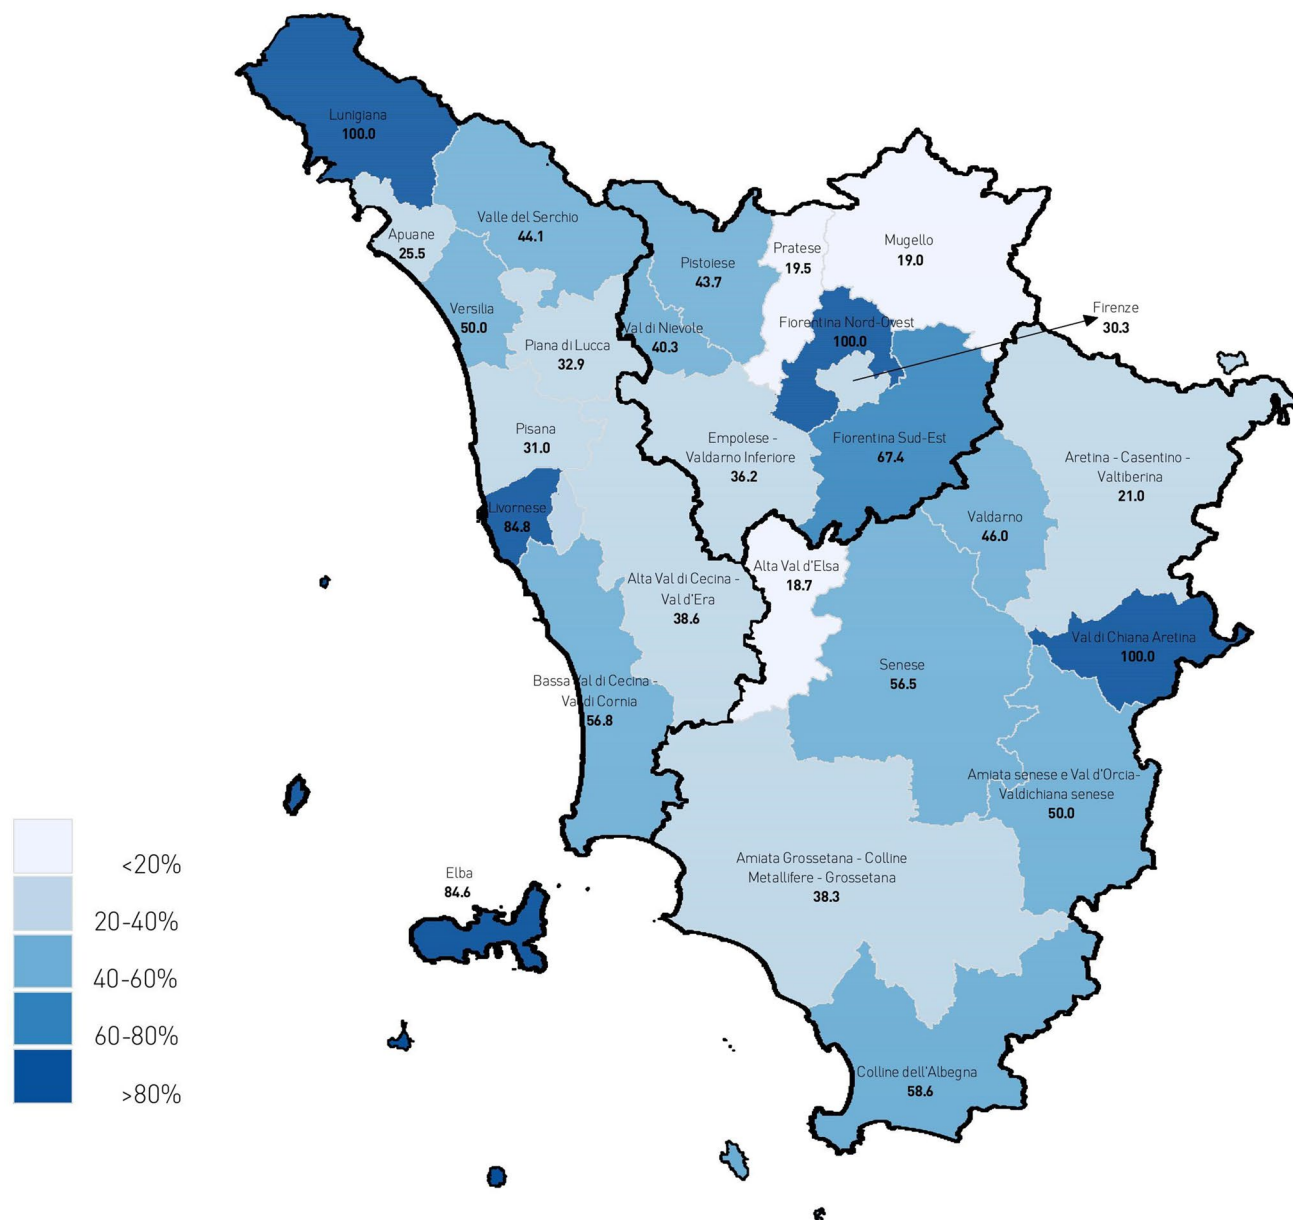 Lunigiana
100.0
Valle del Serchio
44.1
Apuane
25.5
Mugello
19.0
Pratese
19.5
Pistoiese
43.7
Versilia
50.0
Firenze
30.3
Fiorentina Nord-Ovest
100.0
Val di Nievole
40.3
Piana di Lucca
32.9
Pisana
31.0
Empolese -
Valdarno Inferiore
36.2
Fiorentina Sud-Est
67.4
Aretina - Casentino -
Valtiberina
21.0
Livornese
84.8
Valdarno
46.0
Alta Val d'Elsa
18.7
Alta Val di Cecina -
Val d'Era
38.6
Val di Chiana Aretina
100.0
Senese
56.5
Bassa Val di Cecina -
Val di Cornia
56.8
Amiata senese e Val d'Orcia-
Valdichiana senese
50.0
Amiata Grossetana - Colline
Metallifere - Grossetana
38.3
Elba
84.6
Colline dell'Albegna
58.6
<20%
20-40%
40-60%
60-80%
>80%